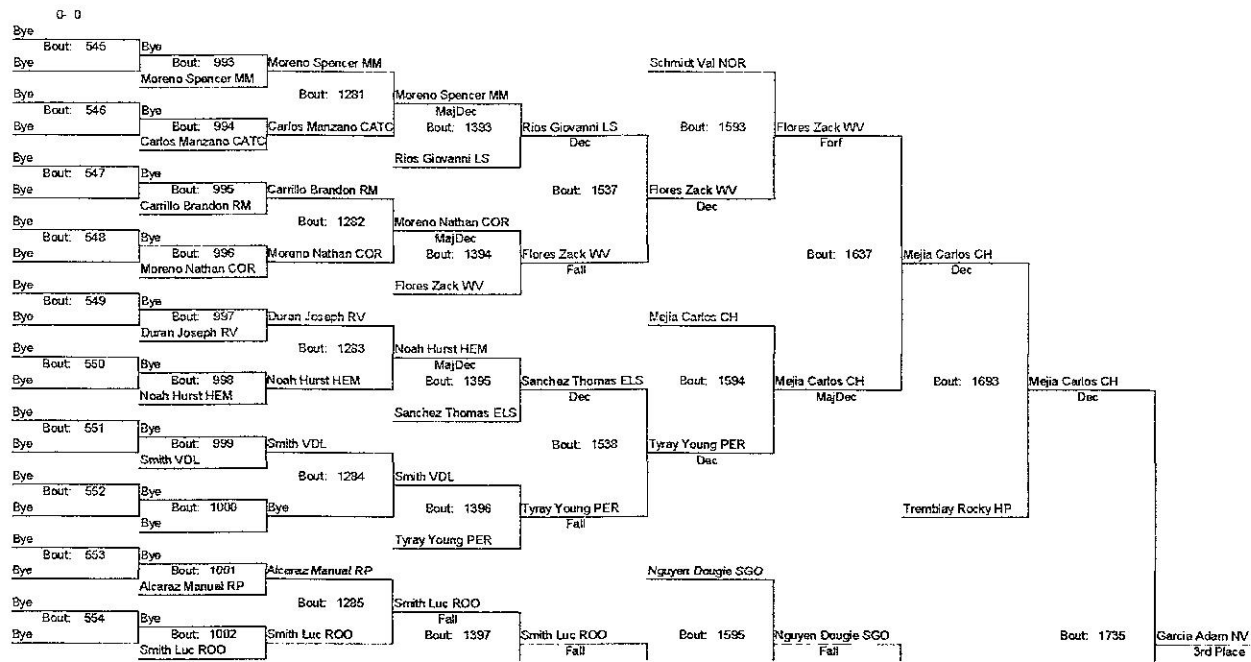 0- 0
Bye
Bout: 545 Bye
Bye Bout: 993 Moreno Spencer MM Schmidt Val NOR
Moreno Spencer MM
Bye Bout: 1281 Moreno Spencer MM
Bout: 546 Bye MajDec
Bye Bout: 994 Carlos Manzano CATC Bout: 1393 Rios Giovanni LS Bout: 1593 Flores Zack WV
Carlos Manzano CATC Dec Forf
Bye Rios Giovanni LS
Bout: 547 Bye
Bye Bout: 995 Carrillo Brandon RM Bout: 1537 Flores Zack WV
Carrillo Brandon RM Dec
Bye Bout: 1282 Moreno Nathan COR
Bout: 548 Bye MajDec
Bye Bout: 996 Moreno Nathan COR Bout: 1394 Flores Zack WV Bout: 1637 Mejia Carlos CH
Moreno Nathan COR Fall Dec
Bye Flores Zack WV
Bout: 549 Bye
Bye Bout: 997 Duran Joseph RV Mejia Carlos CH
Duran Joseph RV
Bye Bout: 1283 Noah Hurst HEM
Bout: 550 Bye MajDec
Bye Bout: 998 Noah Hurst HEM Bout: 1395 Sanchez Thomas ELS Bout: 1594 Mejia Carlos CH Bout: 1693 Mejia Carlos CH
Noah Hurst HEM Dec MajDec Dec
Bye Sanchez Thomas ELS
Bout: 551 Bye
Bye Bout: 999 Smith VDL Bout: 1538 Tyray Young PER
Smith VDL Dec
Bye Bout: 1284 Smith VDL
Bout: 552 Bye
Bye Bout: 1000 Bye Bout: 1396 Tyray Young PER Tremblay Rocky HP
Bye Fall
Bye Tyray Young PER
Bout: 553 Bye
Bye Bout: 1001 Alcaraz Manual RP Nguyen Dougie SGO
Alcaraz Manual RP
Bye Bout: 1285 Smith Luc ROO
Bout: 554 Bye Fall
Bye Bout: 1002 Smith Luc ROO Bout: 1397 Smith Luc ROO Bout: 1595 Nguyen Dougie SGO Bout: 1735 Garcia Adam NV
Smith Luc ROO Fall Fall 3rd Place